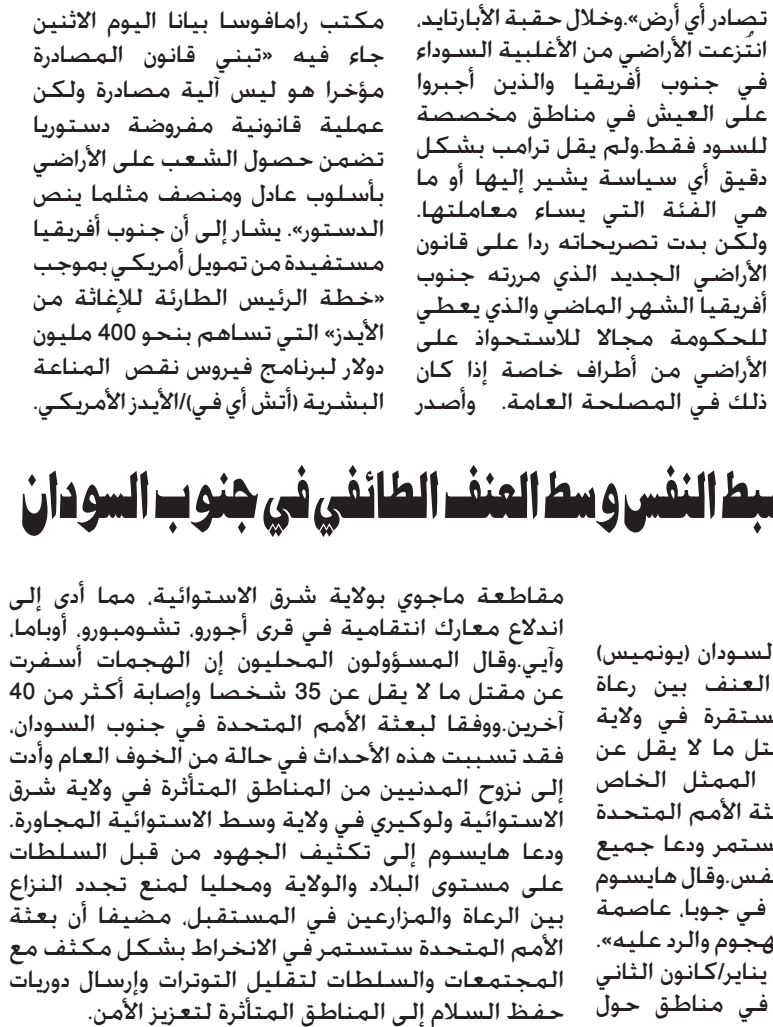 تصادر أي أرض».وخلال حقبة الأبارتايد،
انتُزعت الأراضي من الأغلبية السوداء
في جنوب أفريقيا والذين أجبروا
على العيش في مناطق مخصصة
للسود فقط.ولم يقل ترامب بشكل
دقيق أي سياسة يشير إليها أو ما
هي الفئة التي يساء معاملتها.
ولكن بدت تصريحاته ردا على قانون
الأراضي الجديد الذي مررته جنوب
أفريقيا الشهر الماضي والذي يعطي
للحكومة مجالا للاستحواذ على
الأراضي من أطراف خاصة إذا كان
ذلك في المصلحة العامة. وأصدر
مكتب رامافوسا بيانا اليوم الاثنين
جاء فيه «تبني قانون المصادرة
مؤخرا هو ليس آلية مصادرة ولكن
عملية قانونية مفروضة دستوريا
تضمن حصول الشعب على الأراضي
بأسلوب عادل ومنصف مثلما ينص
الدستور». يشار إلى أن جنوب أفريقيا
مستفيدة من تمويل أمريكي بموجب
«خطة الرئيس الطارئة للإغاثة من
الأيدز» التي تساهم بنحو 400 مليون
دولار لبرنامج فيروس نقص المناعة
البشرية (أتش أي في)/الأيدز الأمريكي.
النفس وسط العنف الطائفي في جنوب السودان
السودان (يونميس)
العنف بين رعاة
في ولاية
ما لا يقل عن
الممثل الخاص
الأمم المتحدة
ودعا جميع
وقال هايسوم
في جوبا، عاصمة
والرد عليه».
يناير/كانون الثاني
في مناطق حول
مقاطعة ماجوي بولاية شرق الاستوائية، مما أدى إلى
اندلاع معارك انتقامية في قرى أجورو، تشومبورو، أوباما،
وآيي.وقال المسؤولون المحليون إن الهجمات أسفرت
عن مقتل ما لا يقل عن 35 شخصا وإصابة أكثر من 40
آخرين.ووفقا لبعثة الأمم المتحدة في جنوب السودان،
فقد تسببت هذه الأحداث في حالة من الخوف العام وأدت
إلى نزوح المدنيين من المناطق المتأثرة في ولاية شرق
الاستوائية ولوكيري في ولاية وسط الاستوائية المجاورة.
ودعا هايسوم إلى تكثيف الجهود من قبل السلطات
على مستوى البلاد والولاية ومحليا لمنع تجدد النزاع
بين الرعاة والمزارعين في المستقبل، مضيفا أن بعثة
الأمم المتحدة ستستمر في الانخراط بشكل مكثف مع
المجتمعات والسلطات لتقليل التوترات وإرسال دوريات
حفظ السلام إلى المناطق المتأثرة لتعزيز الأمن.